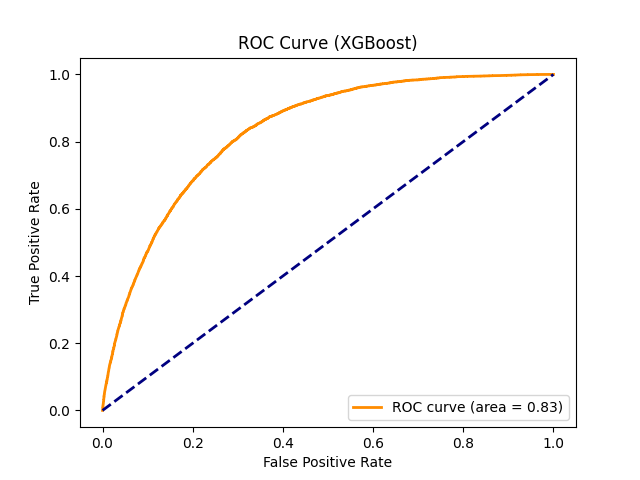 ROC Curve (XGBoost)
True Positive Rate
1.0
0.8
0.6
0.4
0.2
0.0
ROC curve (area = 0.83)
0.0 0.2 0.4 0.6 0.8 1.0
False Positive Rate